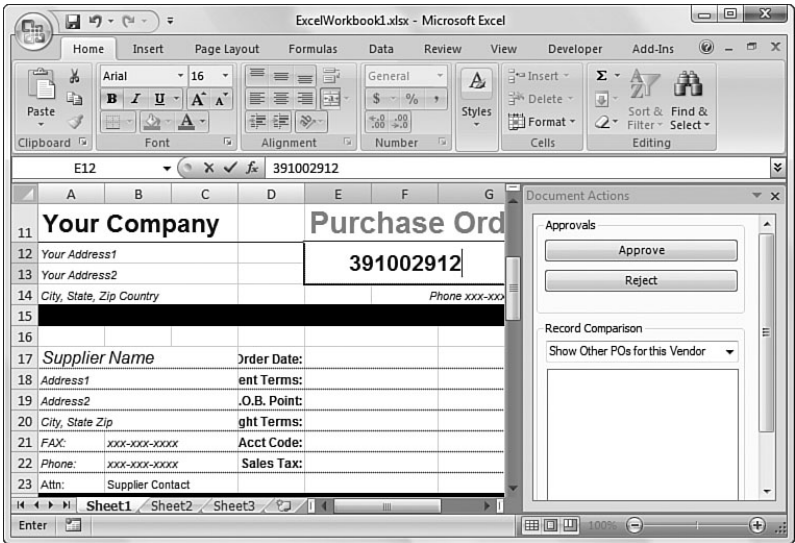 ExcelWorkbook1.xlsx - Microsoft Excel
Home Insert Page Layout Formulas Data Review View Developer Add-Ins
Paste
Clipboard
Arial 16
B I U A A
A
Font
Alignment
General
$ % ,
.00 .0
Number
Styles
Insert
Delete
Format
Cells
Σ
Sort & Filter
Find & Select
Editing
E12 fx 391002912
A B C D E F G
11 Your Company Purchase Ord
12 Your Address1 391002912
13 Your Address2
14 City, State, Zip Country Phone xxx-xxx
15
16
17 Supplier Name Order Date:
18 Address1 ent Terms:
19 Address2 .O.B. Point:
20 City, State Zip ght Terms:
21 FAX: xxx-xxx-xxxx Acct Code:
22 Phone: xxx-xxx-xxxx Sales Tax:
23 Attn: Supplier Contact
Sheet1 Sheet2 Sheet3
Enter 100%
Document Actions
Approvals
Approve
Reject
Record Comparison
Show Other POs for this Vendor